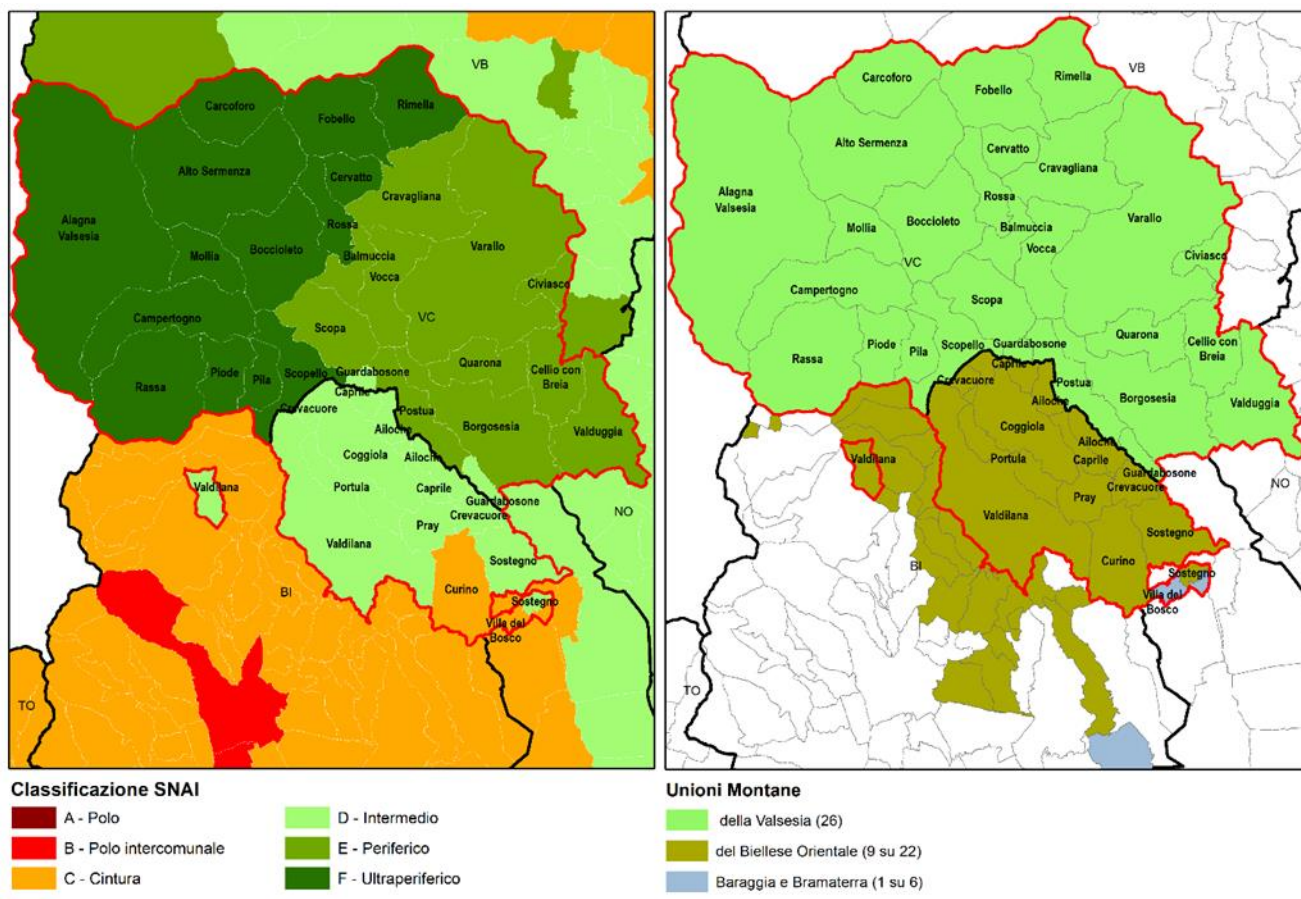 VB
Carcoforo
Rimella
Fobello
Alto Sermenza
Cervatto
Cravagliana
Alagna
Valsesia
Rossa
Varallo
Mollia
Boccioleto
Balmuccia
Vocca
Civiasco
Campertogno
VC
Scopa
Quarona
Cellio con
Breia
Rassa
Piode
Pila
Scopello
Guardabosone
Caprile
Crevacuore
Postua
Borgosesia
Valduggia
Ailoche
Coggiola
Ailoche
Valdilana
Portula
Caprile
Guardabosone
Crevacuore
NO
Pray
Valdilana
Sostegno
BI
Curino
Sostegno
Villa del
Bosco
TO
VB
Carcoforo
Rimella
Fobello
Alto Sermenza
Cervatto
Cravagliana
Alagna
Valsesia
Rossa
Varallo
Mollia
Boccioleto
Balmuccia
Vocca
Civiasco
VC
Campertogno
Scopa
Quarona
Cellio con
Breia
Rassa
Piode
Pila
Scopello
Guardabosone
Caprile
Crevacuore
Postua
Borgosesia
Valduggia
Ailoche
Coggiola
Ailoche
Valdilana
Portula
Caprile
Guardabosone
Crevacuore
NO
Pray
Valdilana
Sostegno
BI
Curino
Sostegno
Villa del
Bosco
TO
Classificazione SNAI
A - Polo
B - Polo intercomunale
C - Cintura
D - Intermedio
E - Periferico
F - Ultraperiferico
Unioni Montane
della Valsesia (26)
del Biellese Orientale (9 su 22)
Baraggia e Bramaterra (1 su 6)